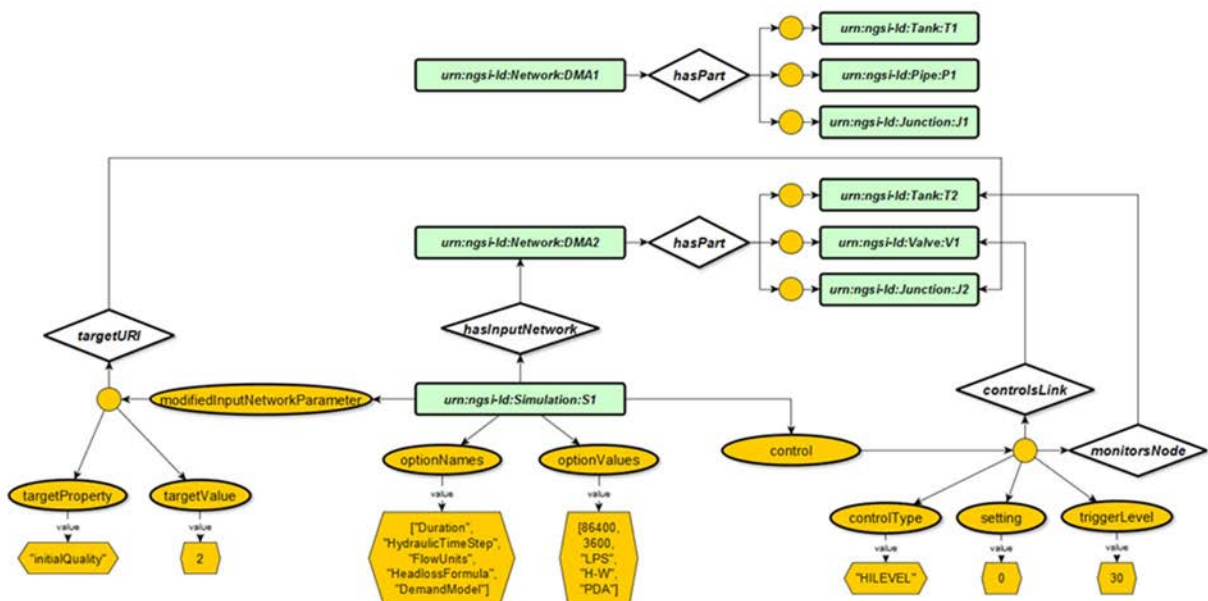 urn:ngsi-ld:Tank:T1
urn:ngsi-ld:Network:DMA1
hasPart
urn:ngsi-ld:Pipe:P1
urn:ngsi-ld:Junction:J1
urn:ngsi-ld:Tank:T2
urn:ngsi-ld:Network:DMA2
hasPart
urn:ngsi-ld:Valve:V1
urn:ngsi-ld:Junction:J2
targetURI
hasInputNetwork
controlsLink
modifiedInputNetworkParameter
urn:ngsi-ld:Simulation:S1
control
monitorsNode
optionNames
optionValues
targetProperty
targetValue
controlType
setting
triggerLevel
value
value
value
value
value
value
value
"initialQuality"
2
["Duration",
"HydraulicTimeStep",
"FlowUnits",
"HeadlossFormula",
"DemandModel"]
[86400,
3600,
"LPS",
"H-W",
"PDA"]
"HILEVEL"
0
30